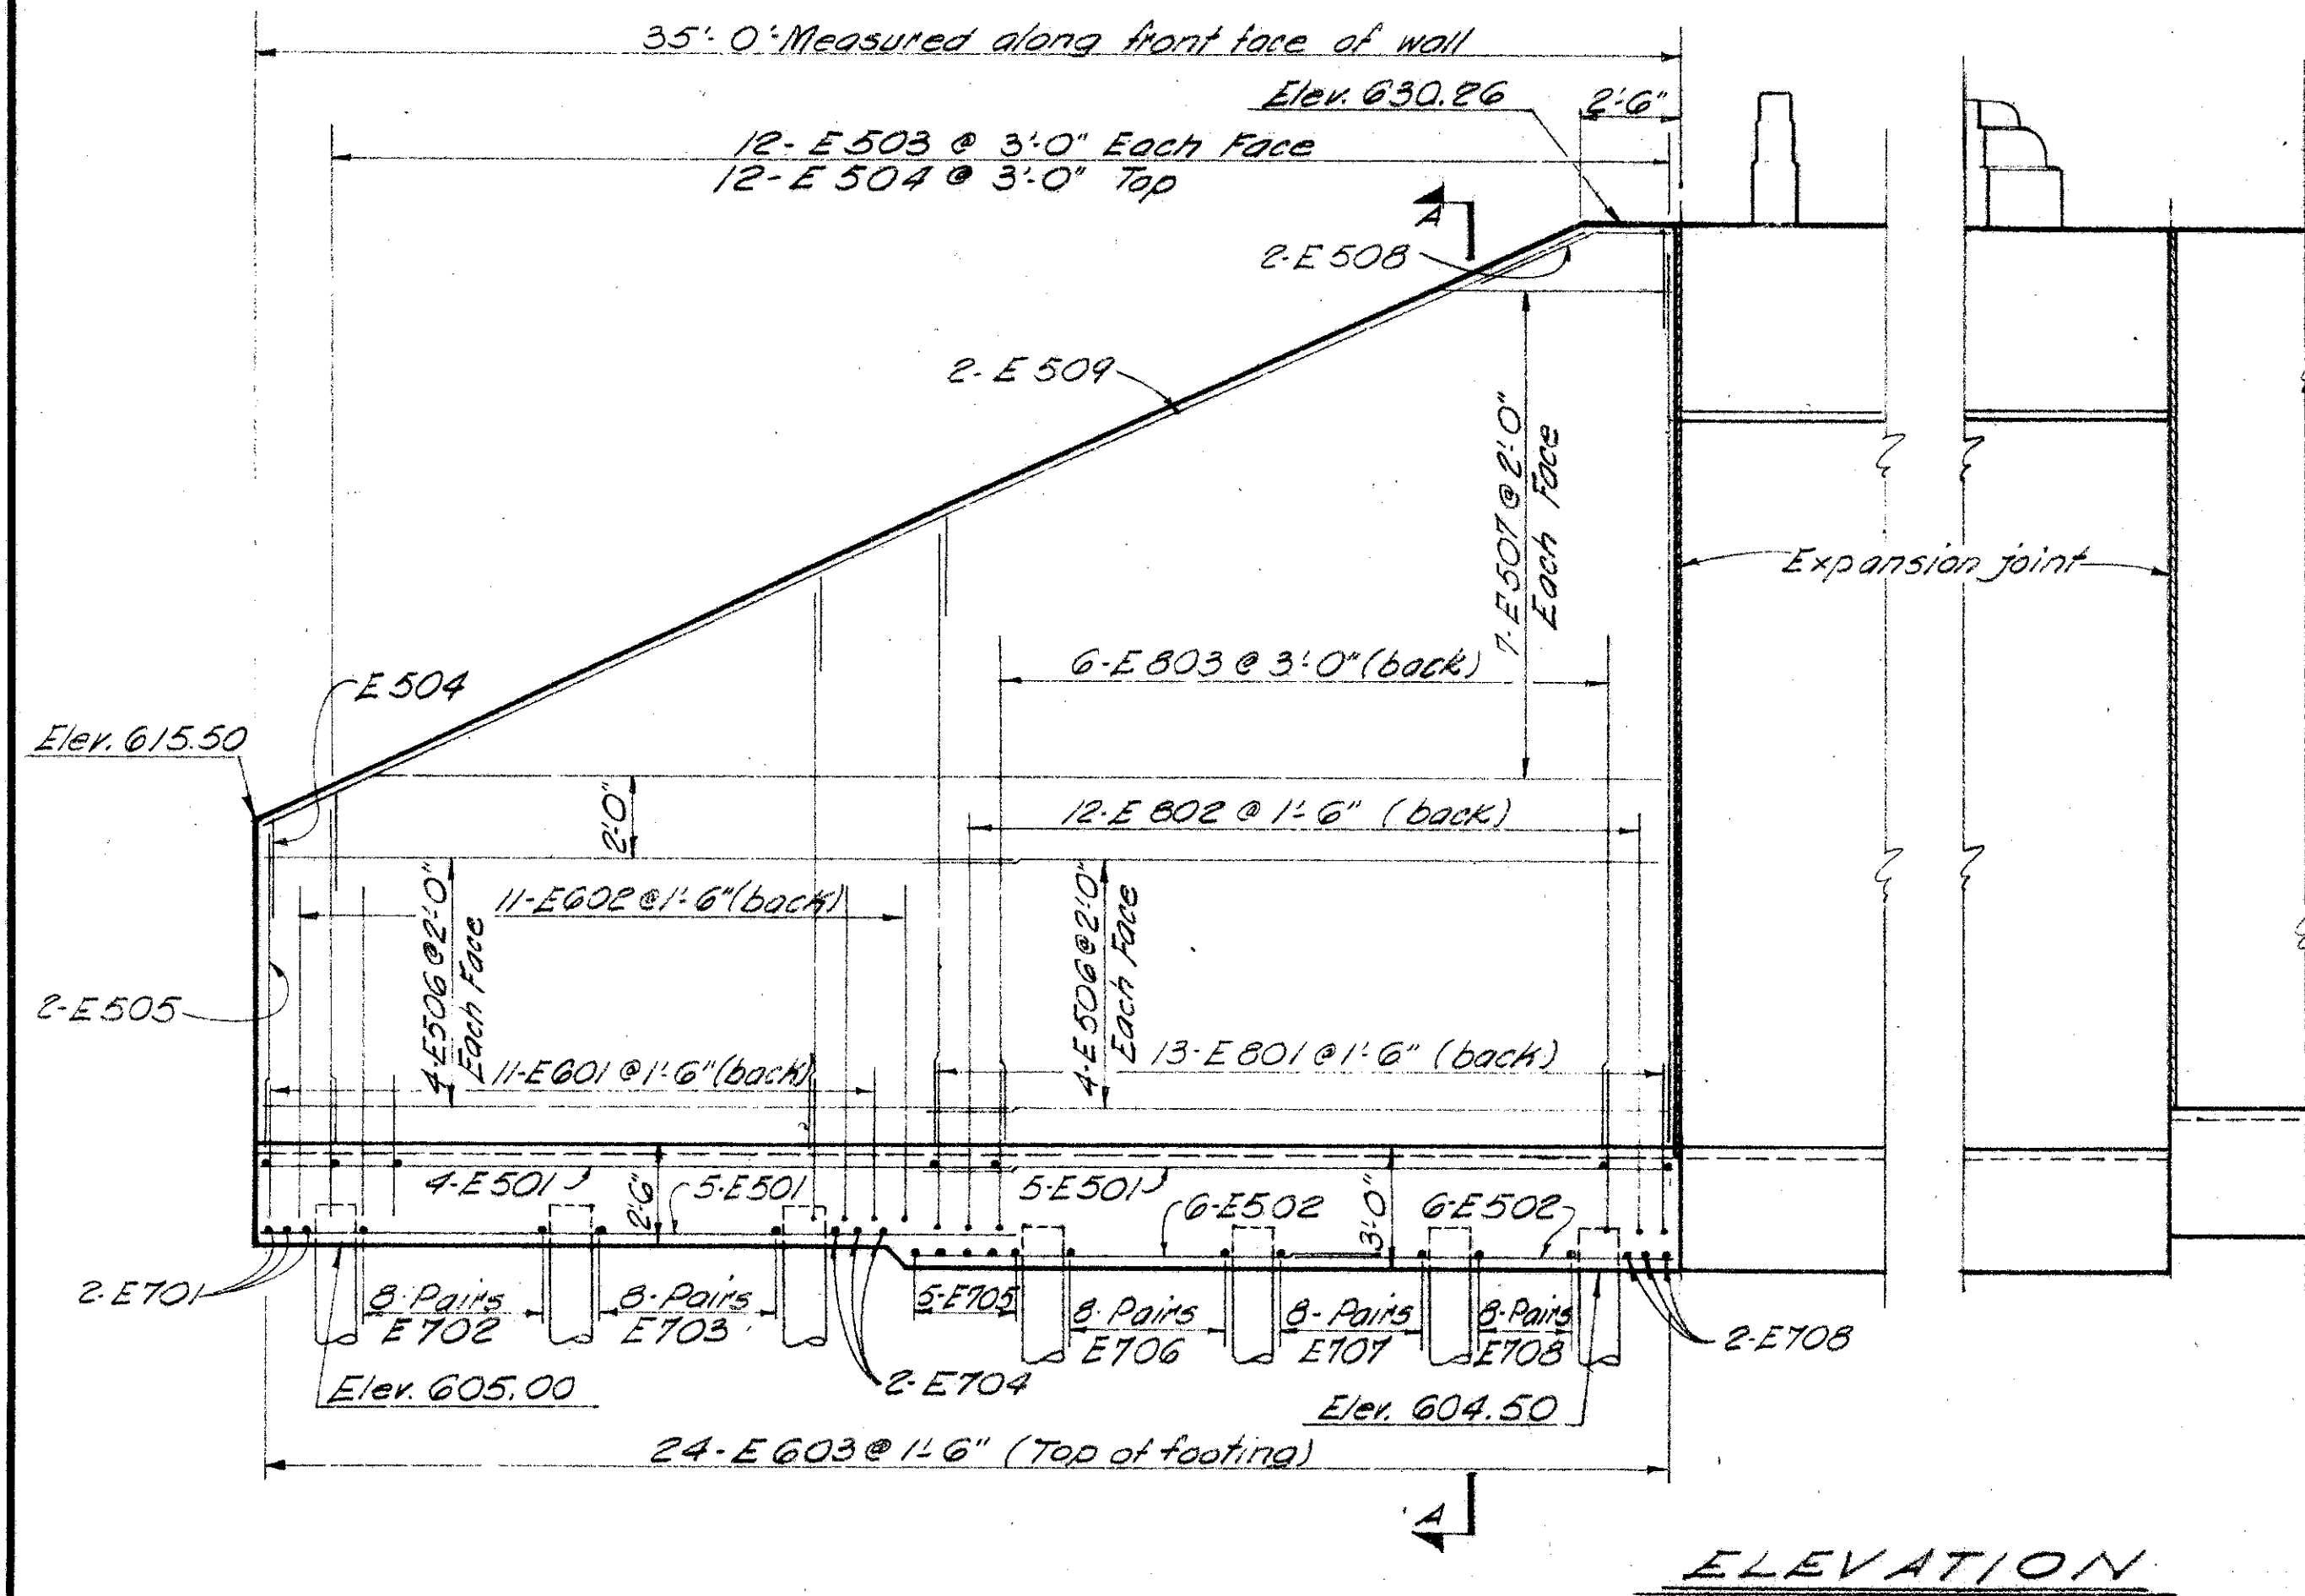 35'-0" Measured along front face of wall
Elev. 630.26
2'-6"
12-E503 @ 3'-0" Each Face
12-E504 @ 3'-0" Top
A
2-E508
2-E509
7-E507 @ 2'-0"
Each Face
Expansion joint
6-E803 @ 3'-0" (back)
E504
Elev. 615.50
2'-0"
12-E802 @ 1'-6" (back)
11-E602 @ 1'-6" (back)
4-E506 @ 2'-0"
Each Face
4-E506 @ 2'-0"
Each Face
2-E505
11-E601 @ 1'-6" (back)
13-E801 @ 1'-6" (back)
4-E501
2'-6"
5-E501
5-E501
6-E502
3'-0"
6-E502
2-E701
8-Pairs
E702
8-Pairs
E703
5-E705
8-Pairs
E706
8-Pairs
E707
8-Pairs
E708
2-E708
2-E704
Elev. 605.00
Elev. 604.50
24-E603 @ 1'-6" (Top of footing)
A
ELEVATION